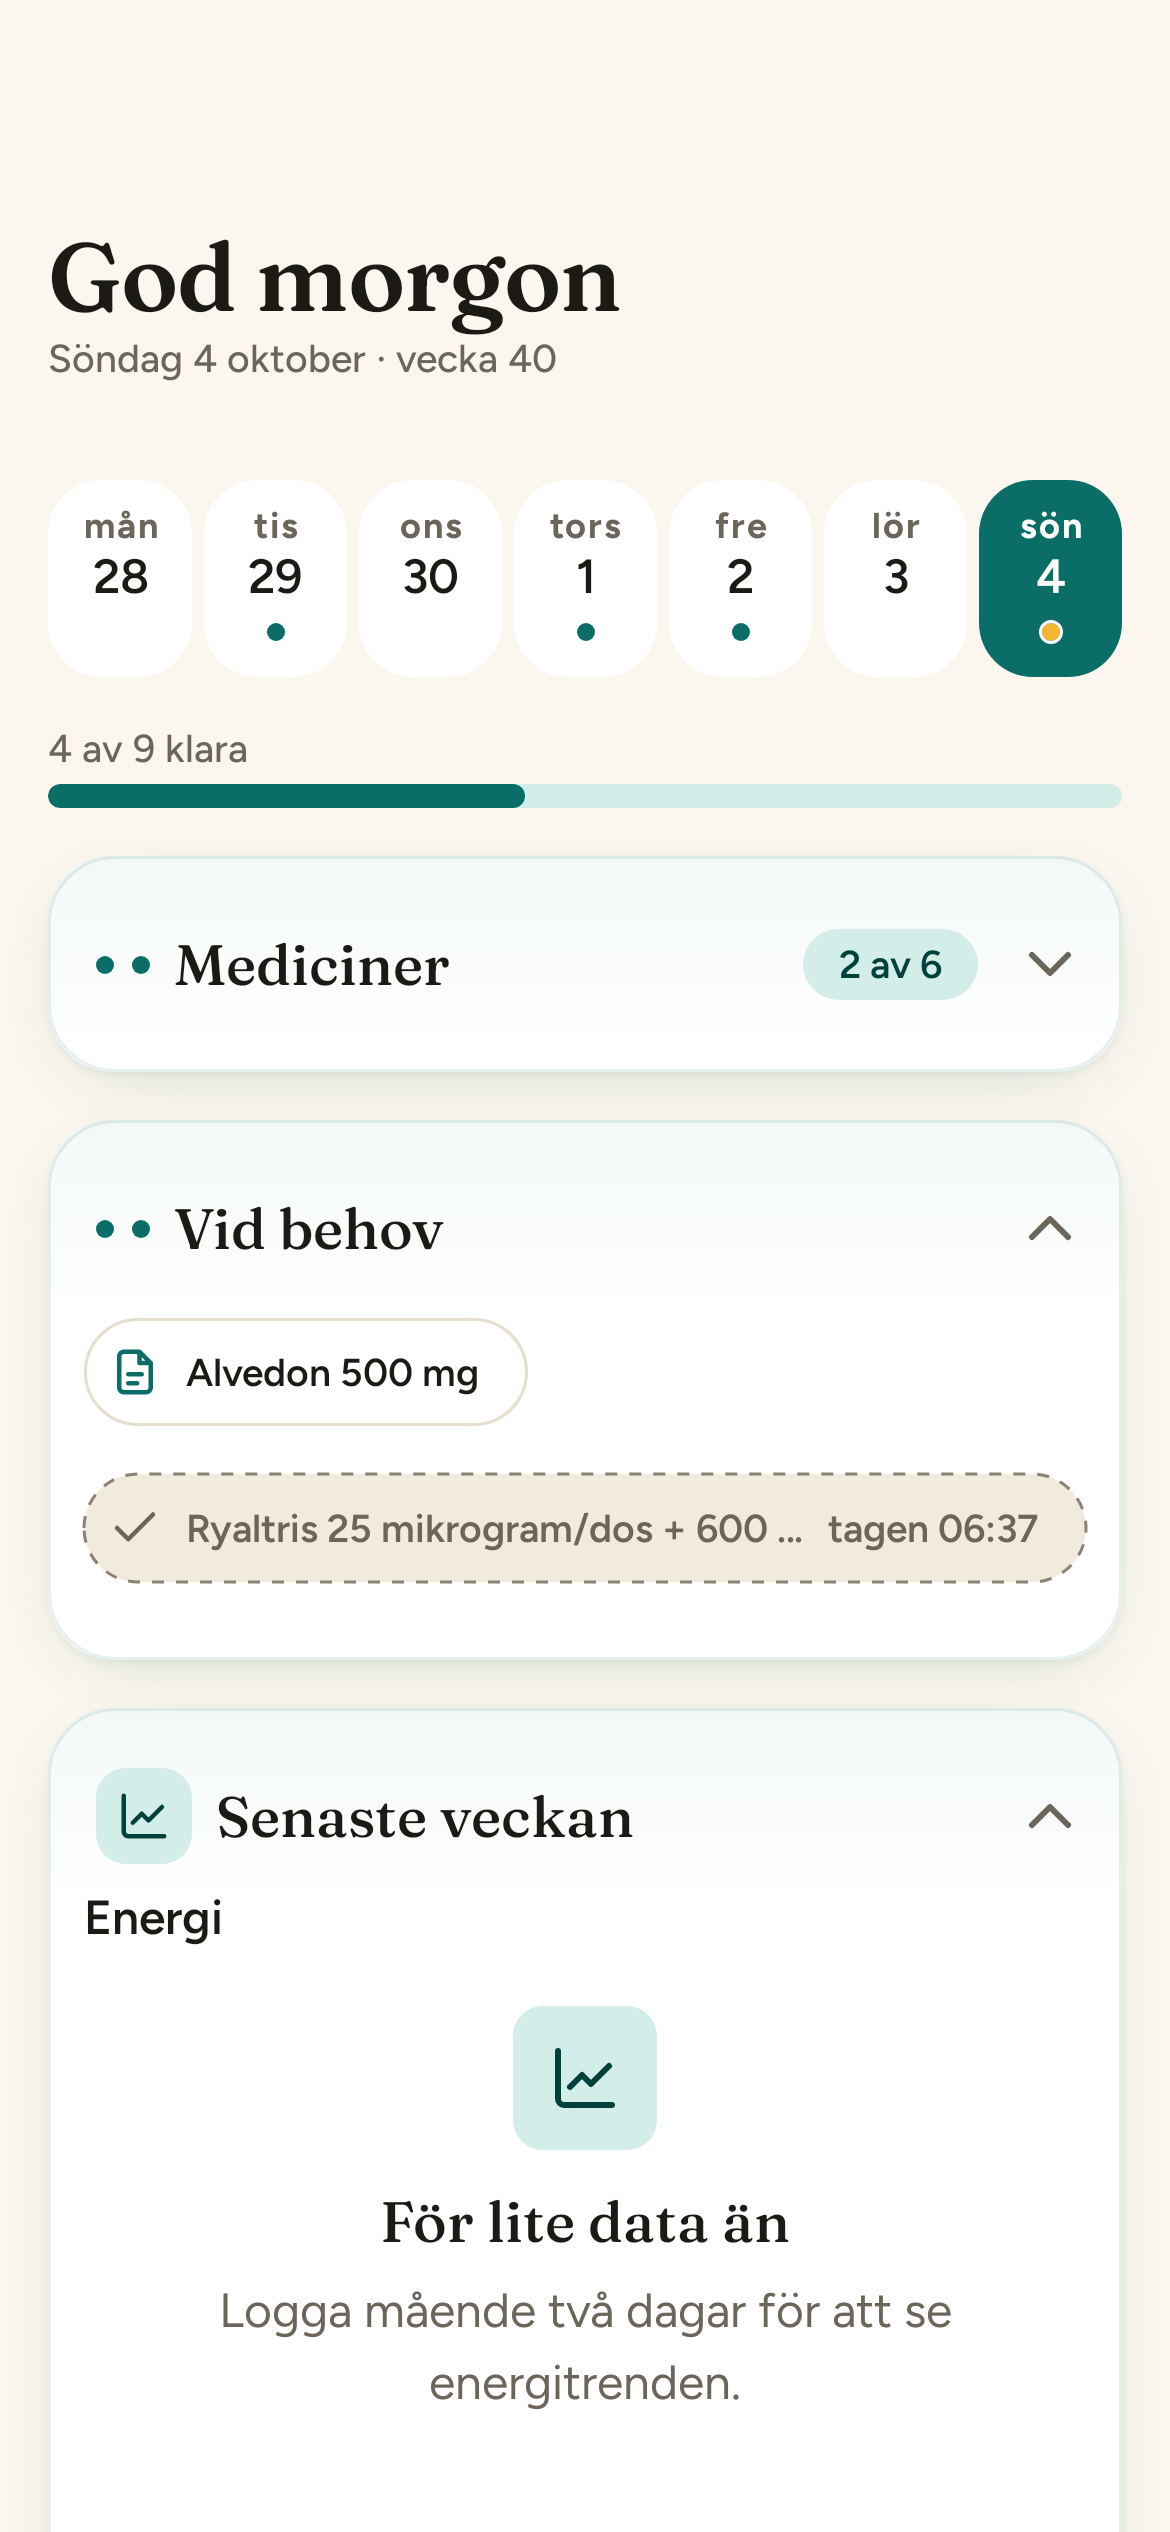 God morgon
Söndag 4 oktober · vecka 40
mån tis ons tors fre lör sön
28 29 30 1 2 3 4
4 av 9 klara
Mediciner 2 av 6
Vid behov
Alvedon 500 mg
Ryaltris 25 mikrogram/dos + 600 ... tagen 06:37
Senaste veckan
Energi
För lite data än
Logga mående två dagar för att se
energitrenden.